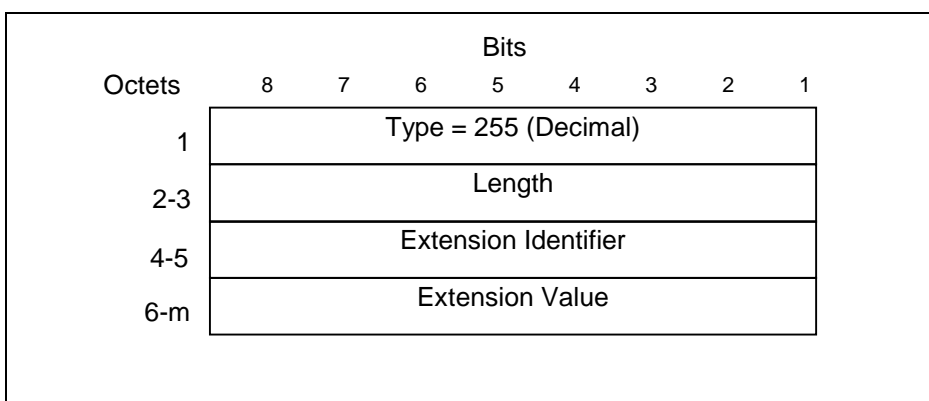 Bits
Octets 8 7 6 5 4 3 2 1
1 Type = 255 (Decimal)
2-3 Length
4-5 Extension Identifier
6-m Extension Value